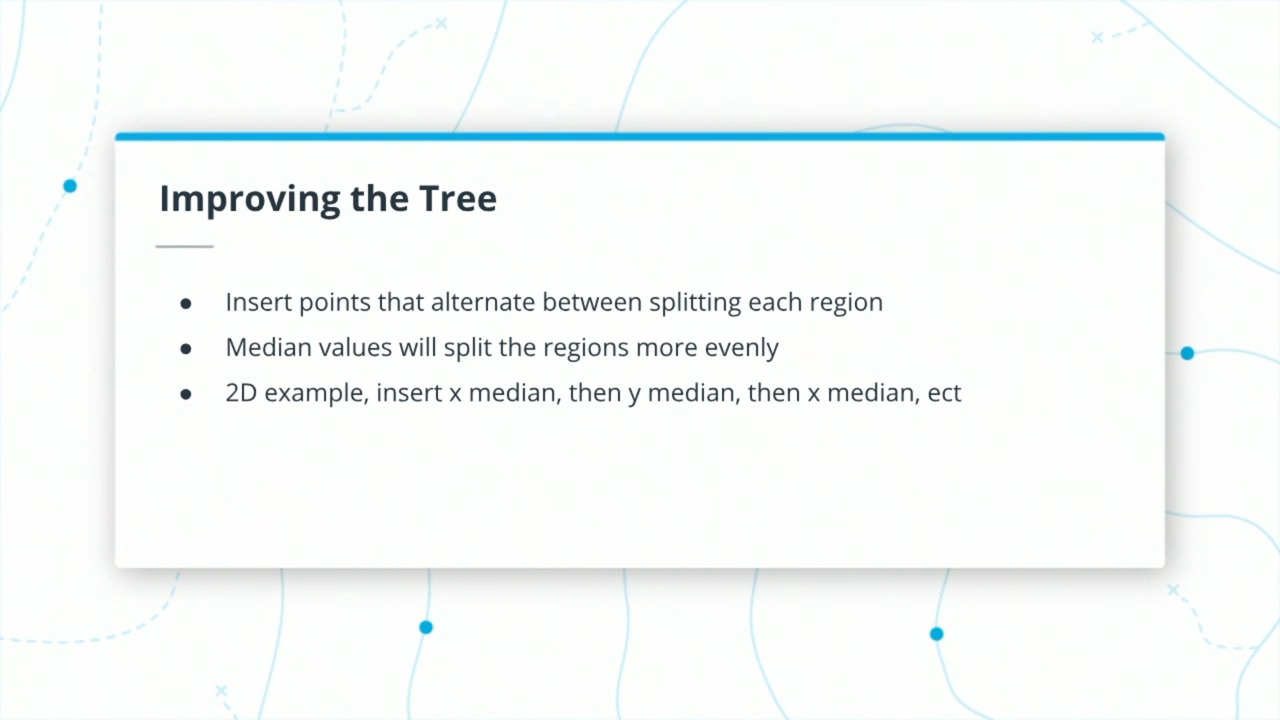 Improving the Tree
● Insert points that alternate between splitting each region
● Median values will split the regions more evenly
● 2D example, insert x median, then y median, then x median, ect